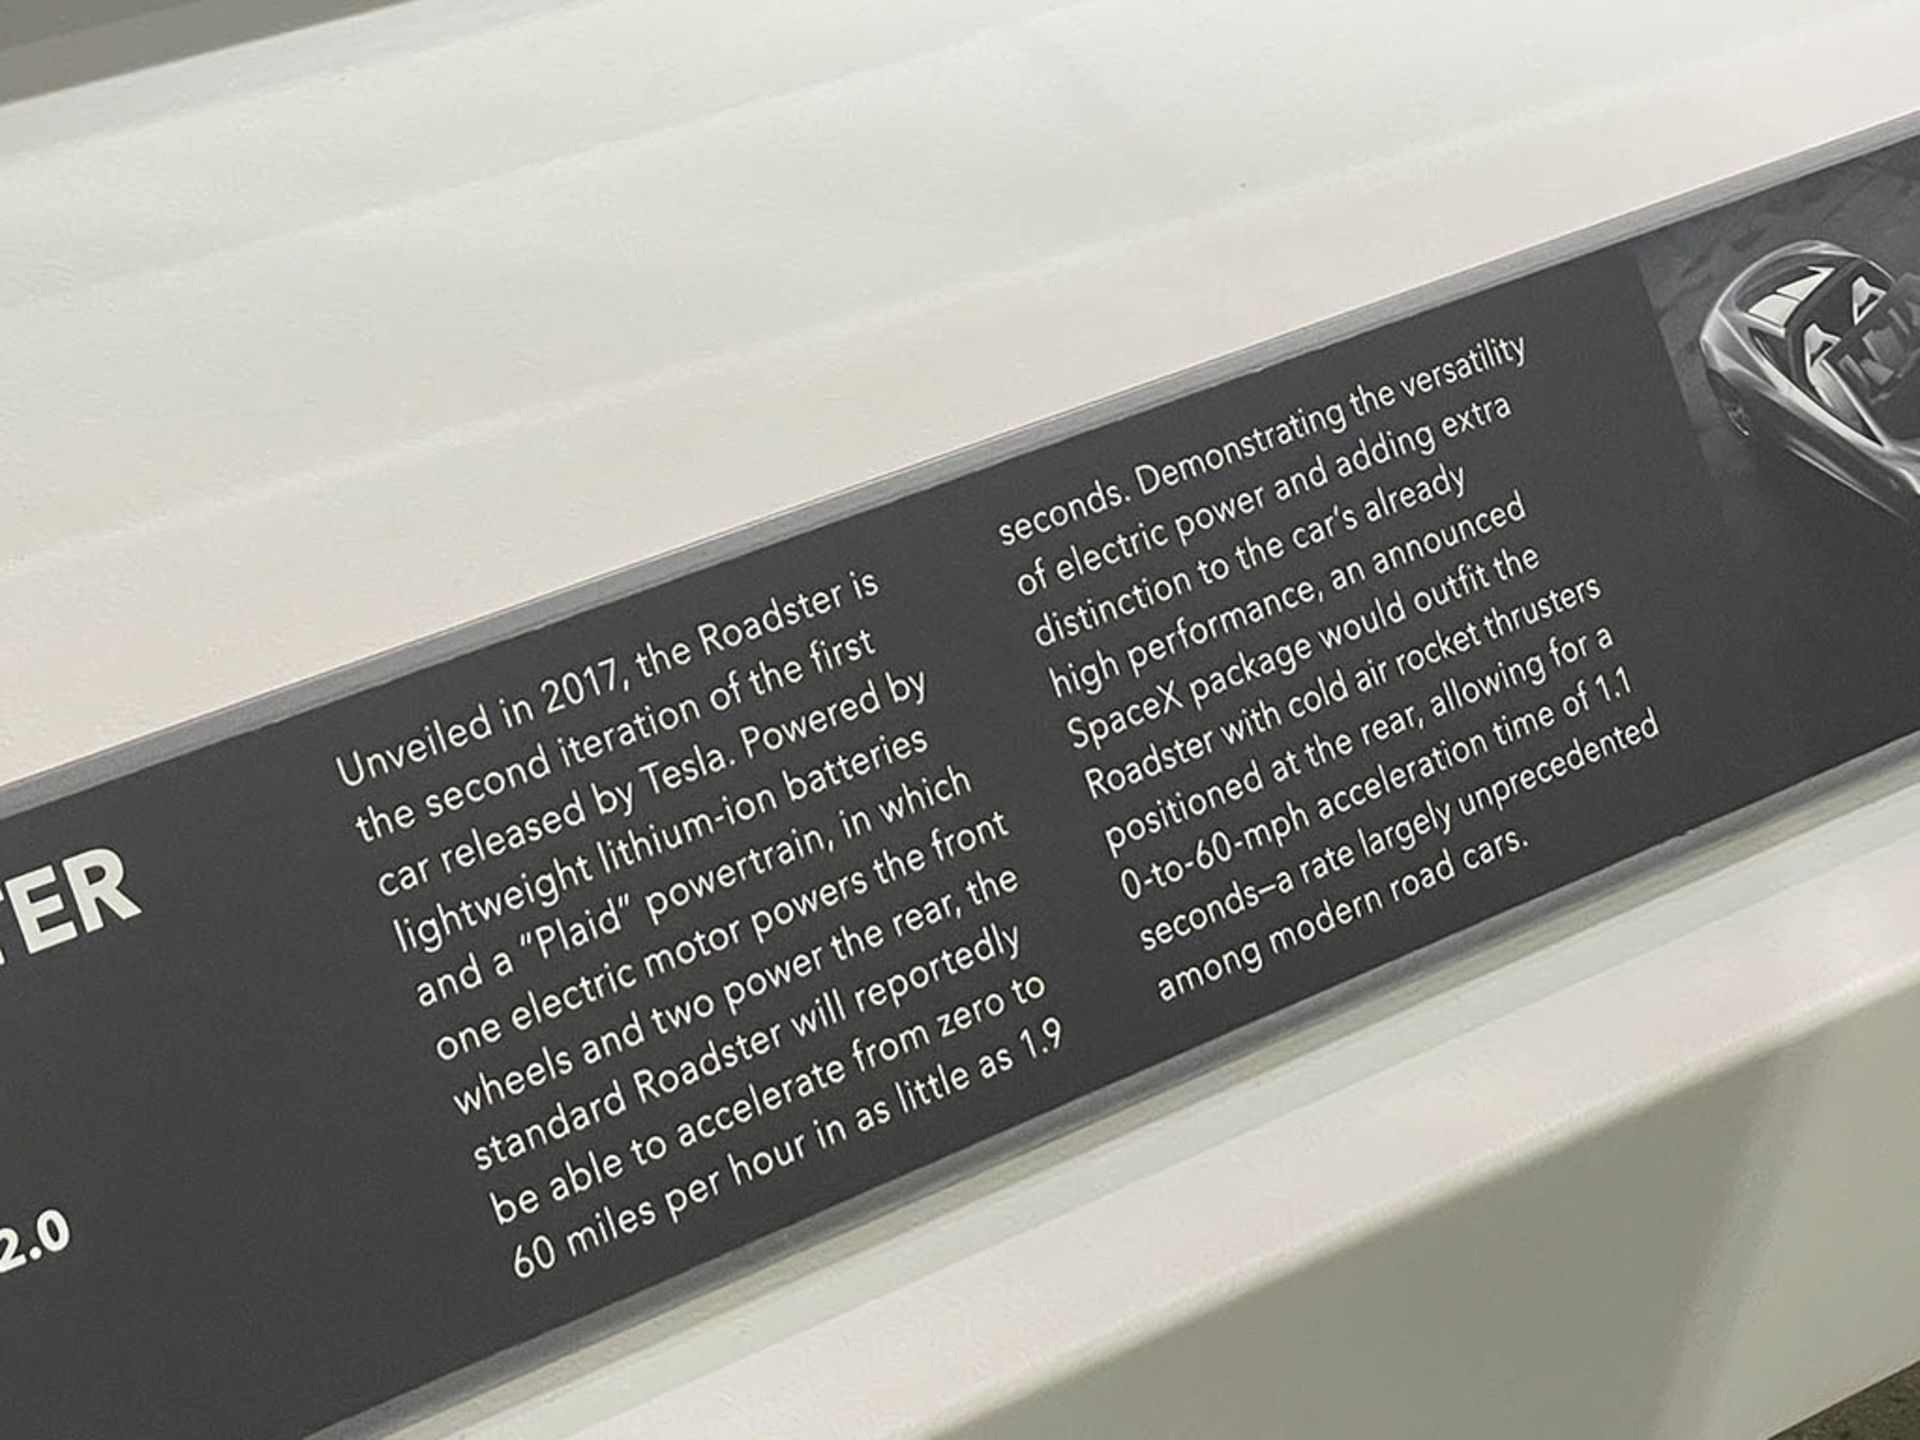 TER
2.0
Unveiled in 2017, the Roadster is
the second iteration of the first
car released by Tesla. Powered by
lightweight lithium-ion batteries
and a "Plaid" powertrain, in which
one electric motor powers the front
wheels and two power the rear, the
standard Roadster will reportedly
be able to accelerate from zero to
60 miles per hour in as little as 1.9
seconds. Demonstrating the versatility
of electric power and adding extra
distinction to the car's already
high performance, an announced
SpaceX package would outfit the
Roadster with cold air rocket thrusters
positioned at the rear, allowing for a
0-to-60-mph acceleration time of 1.1
seconds–a rate largely unprecedented
among modern road cars.